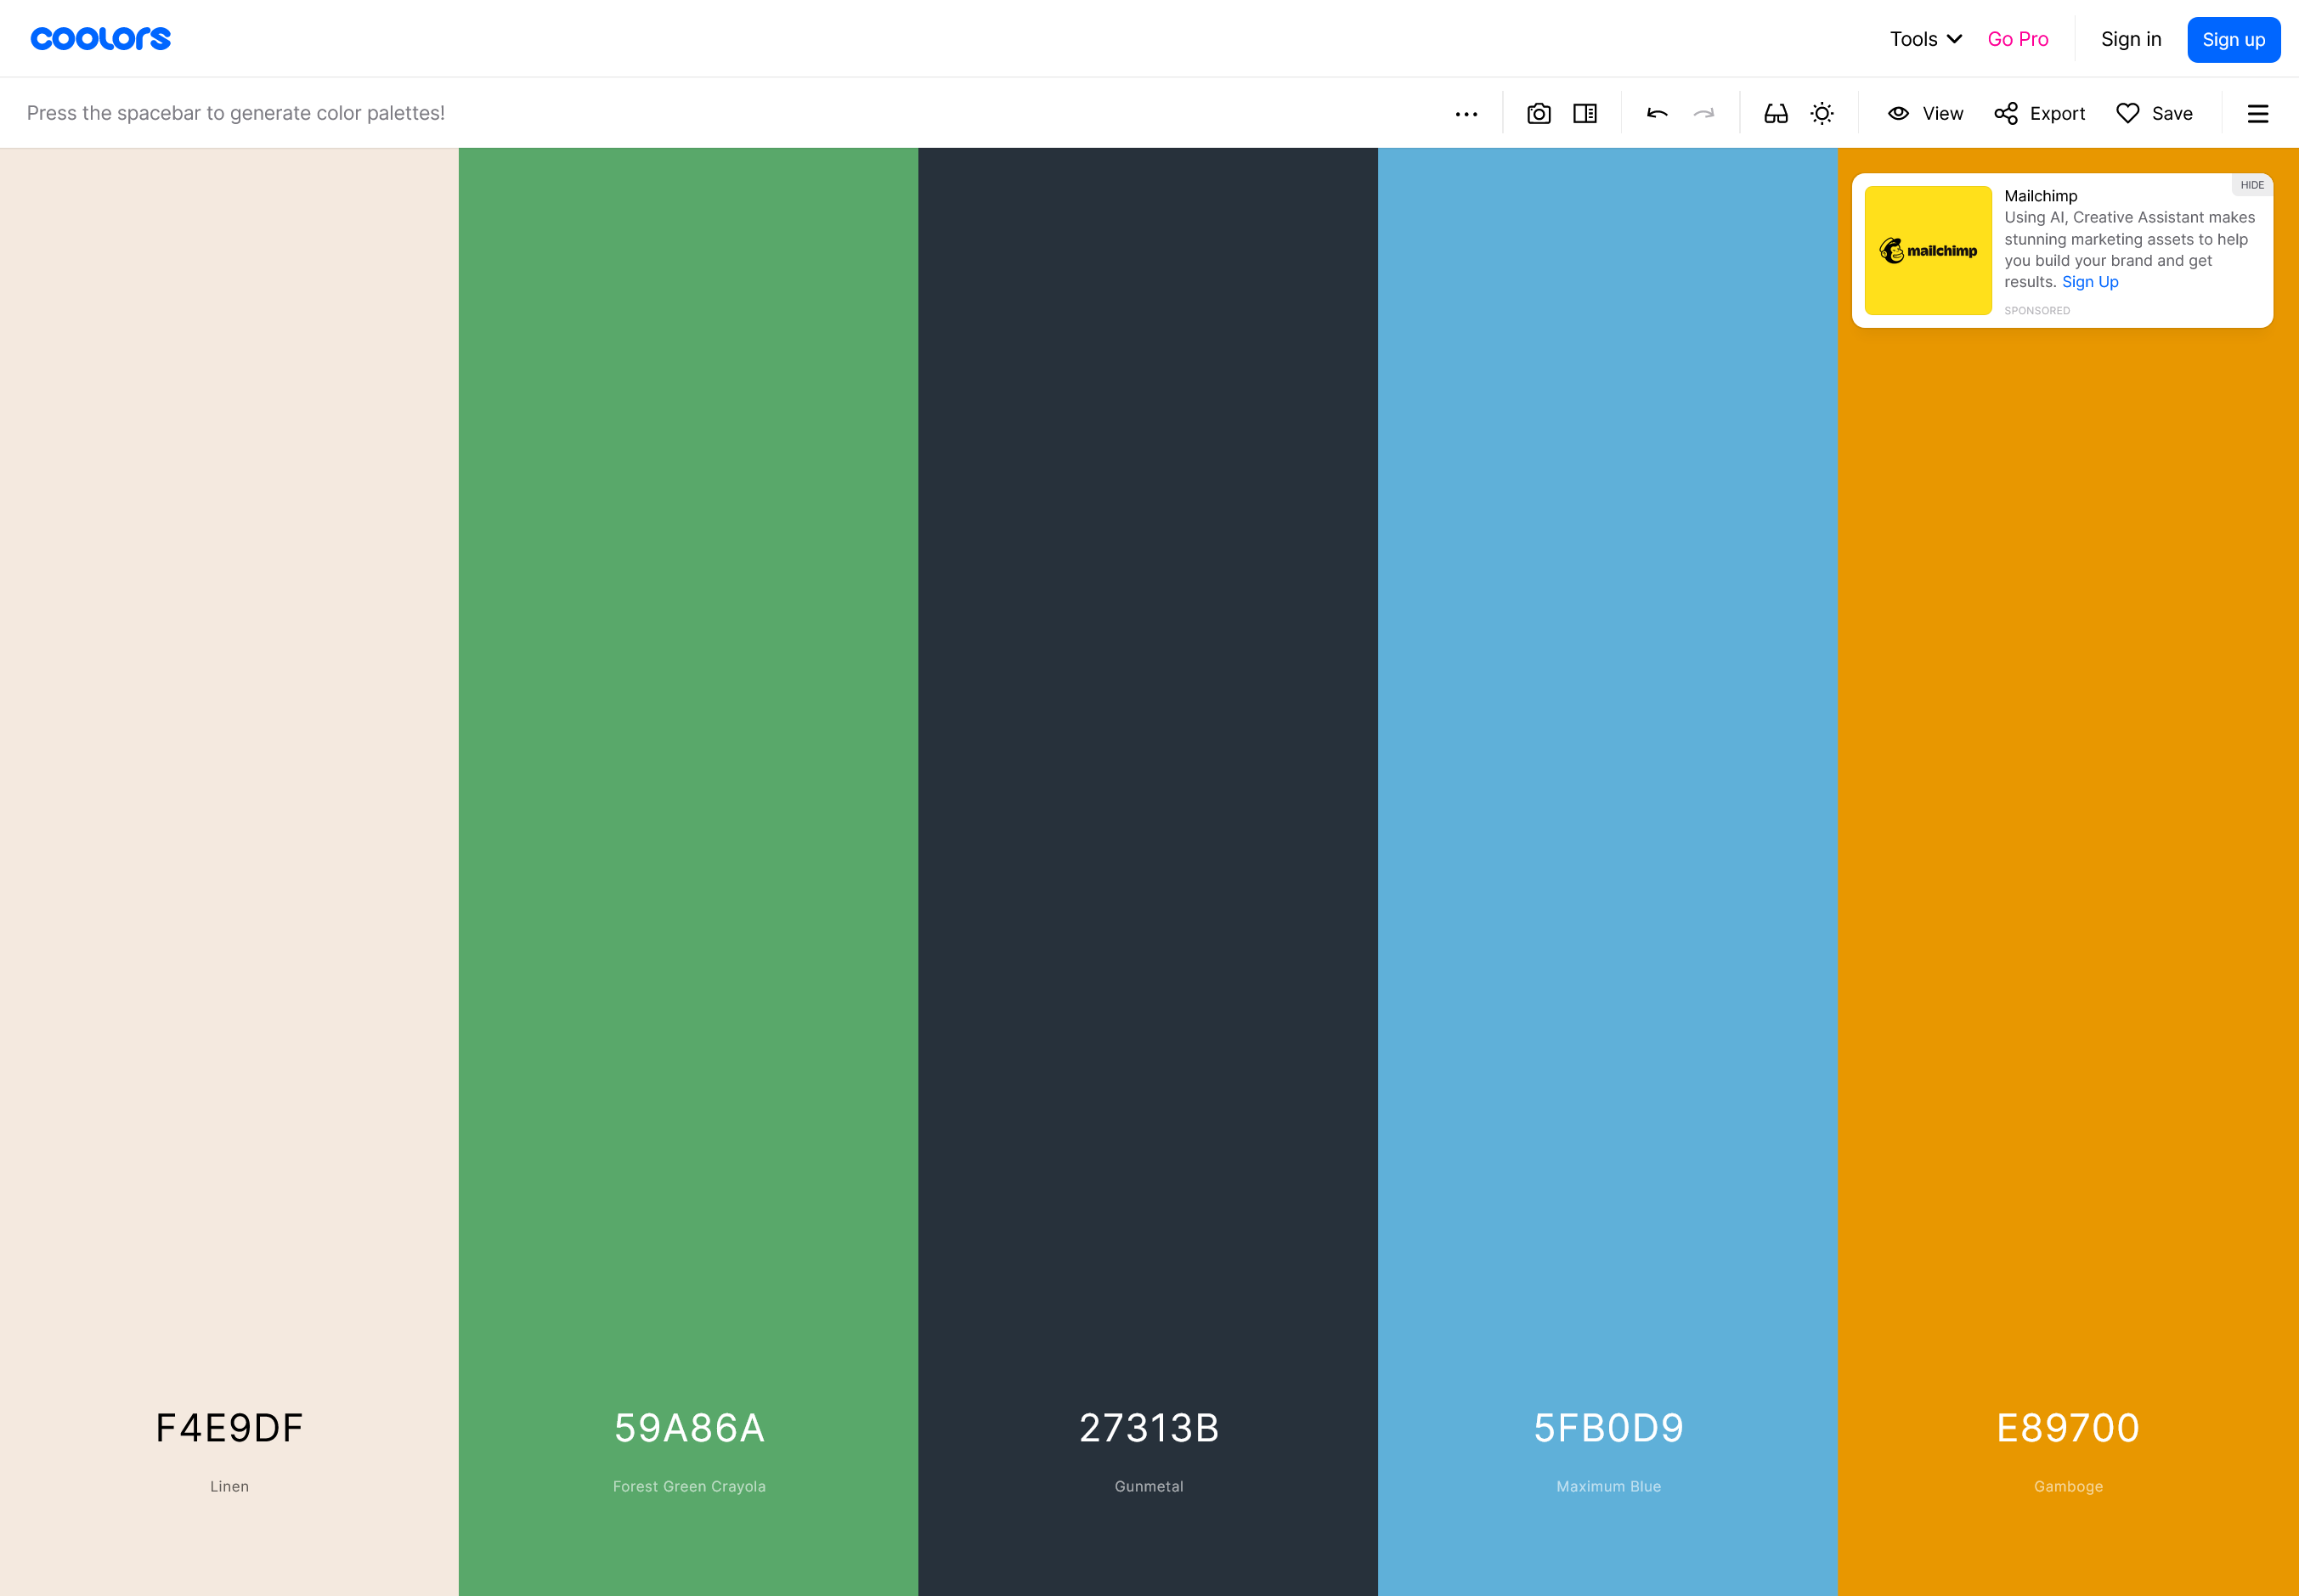 coolors
Tools
Go Pro
Sign in
Sign up
Press the spacebar to generate color palettes!
View
Export
Save
HIDE
mailchimp
Mailchimp
Using AI, Creative Assistant makes
stunning marketing assets to help
you build your brand and get
results. Sign Up
SPONSORED
F4E9DF
Linen
59A86A
Forest Green Crayola
27313B
Gunmetal
5FB0D9
Maximum Blue
E89700
Gamboge